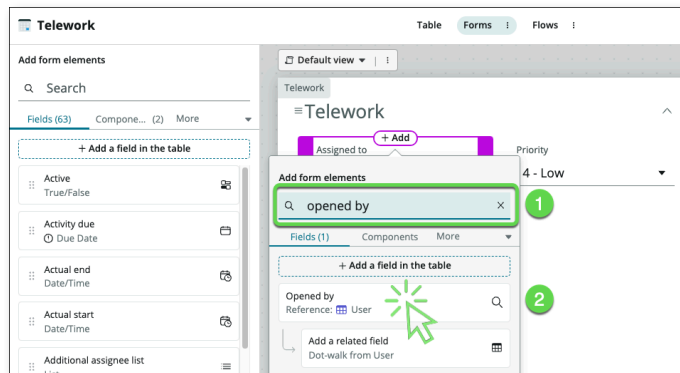 Telework
Table
Forms
Flows
Add form elements
Search
Fields (63)
Compone... (2)
More
+ Add a field in the table
Active
True/False
Activity due
Due Date
Actual end
Date/Time
Actual start
Date/Time
Additional assignee list
Default view
Telework
Telework
+ Add
Assigned to
Priority
4 - Low
Add form elements
opened by
1
Fields (1)
Components
More
+ Add a field in the table
Opened by
Reference: User
2
Add a related field
Dot-walk from User